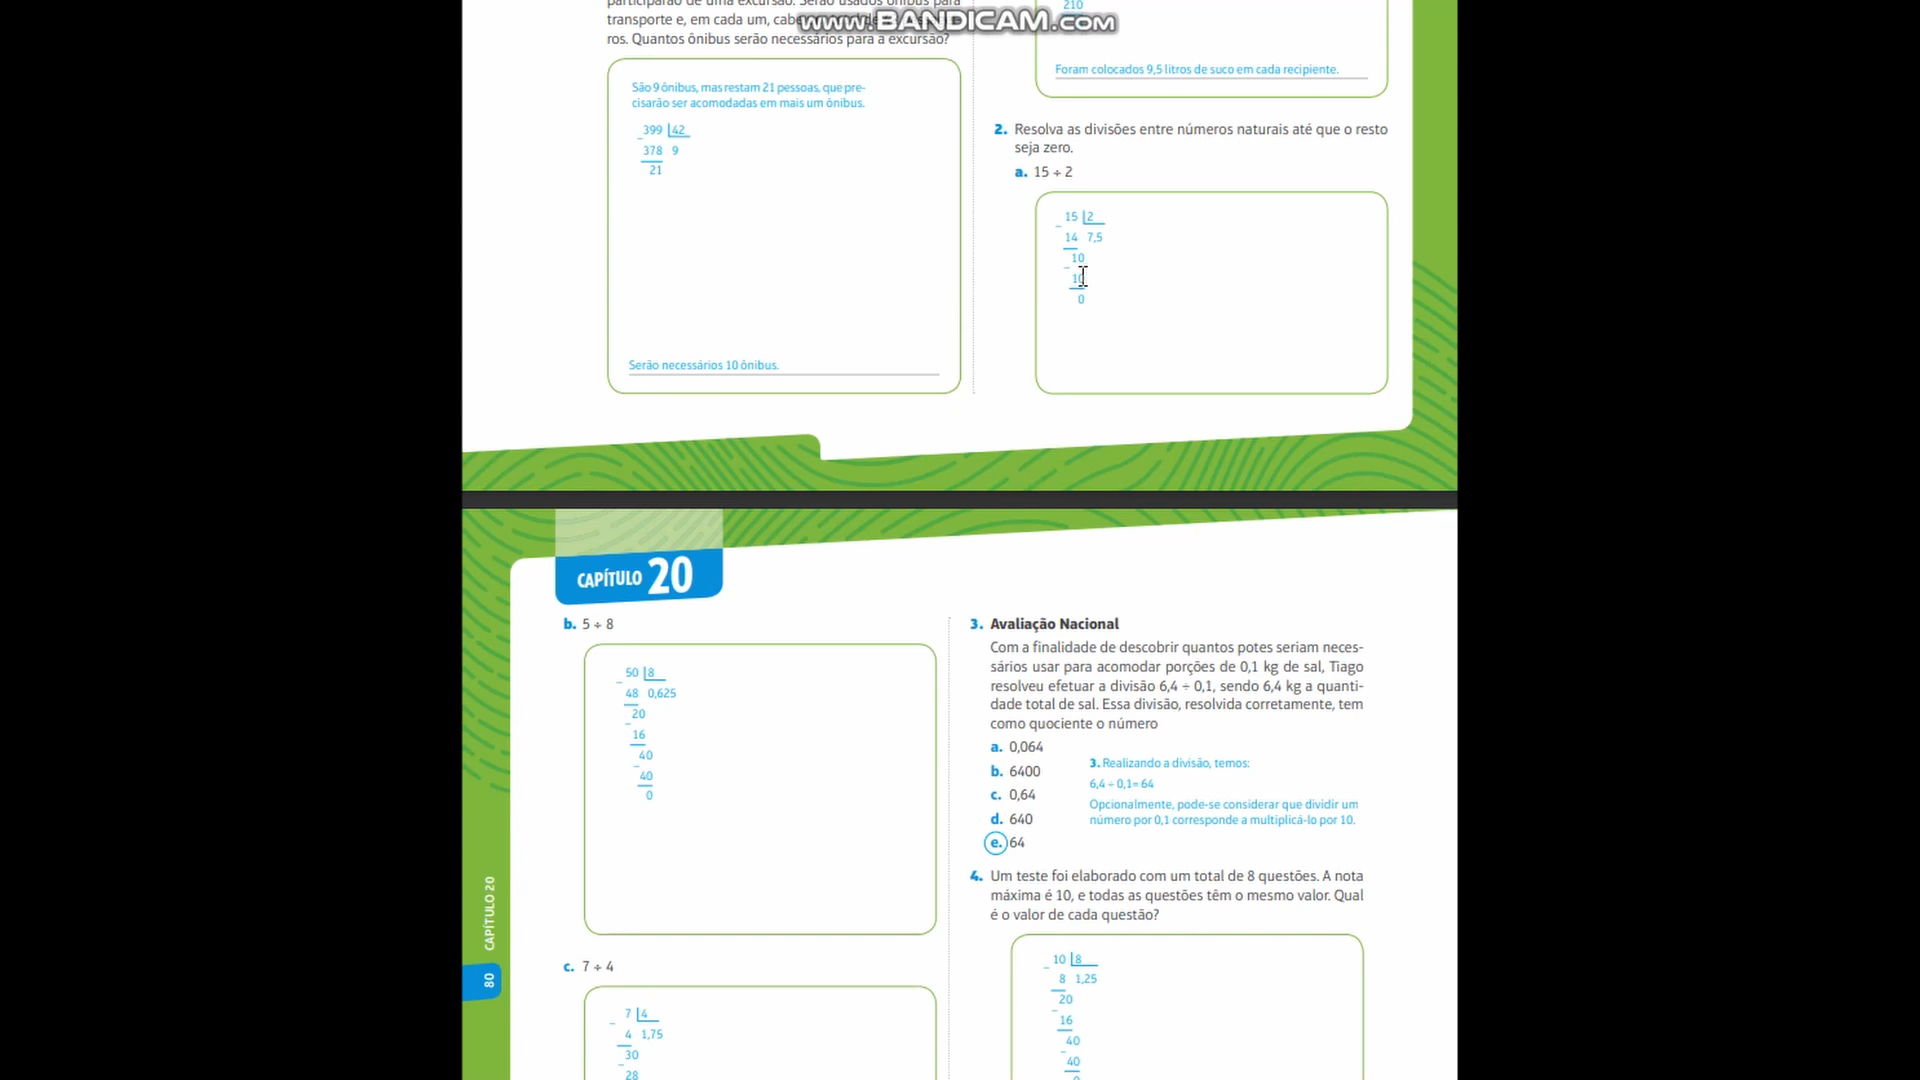 www.BANDICAM.com
participarão de uma excursão. Serão usados ônibus para
transporte e, em cada um,
ros. Quantos ônibus serão necessários para a excursão?
São 9 ônibus, mas restam 21 pessoas, que pre-
cisarão ser acomodadas em mais um ônibus.
399 42
378 9
21
Serão necessários 10 ônibus.
210
Foram colocados 9,5 litros de suco em cada recipiente.
2. Resolva as divisões entre números naturais até que o resto
seja zero.
a. 15 ÷ 2
15 2
14 7,5
10
10
0
CAPÍTULO 20
b. 5 ÷ 8
50 8
48 0,625
20
16
40
40
0
c. 7 ÷ 4
7 4
4 1,75
30
28
CAPÍTULO 20
80
3. Avaliação Nacional
Com a finalidade de descobrir quantos potes seriam neces-
sários usar para acomodar porções de 0,1 kg de sal, Tiago
resolveu efetuar a divisão 6,4 ÷ 0,1, sendo 6,4 kg a quanti-
dade total de sal. Essa divisão, resolvida corretamente, tem
como quociente o número
a. 0,064
b. 6400
c. 0,64
d. 640
e. 64
3. Realizando a divisão, temos:
6,4 ÷ 0,1= 64
Opcionalmente, pode-se considerar que dividir um
número por 0,1 corresponde a multiplicá-lo por 10.
4. Um teste foi elaborado com um total de 8 questões. A nota
máxima é 10, e todas as questões têm o mesmo valor. Qual
é o valor de cada questão?
10 8
8 1,25
20
16
40
40
0